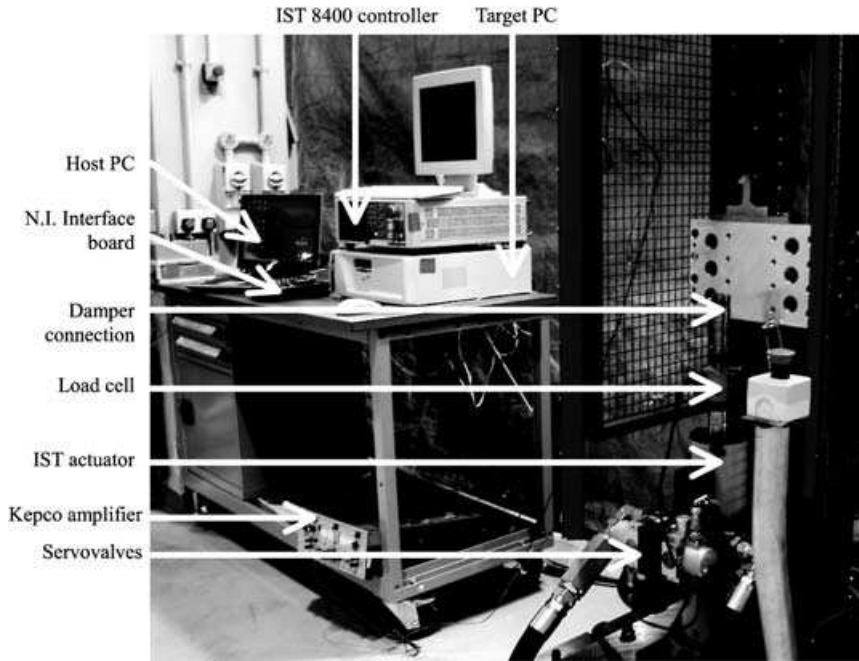 IST 8400 controller
Target PC
Host PC
N.I. Interface
board
Damper
connection
Load cell
IST actuator
Kepco amplifier
Servovalves